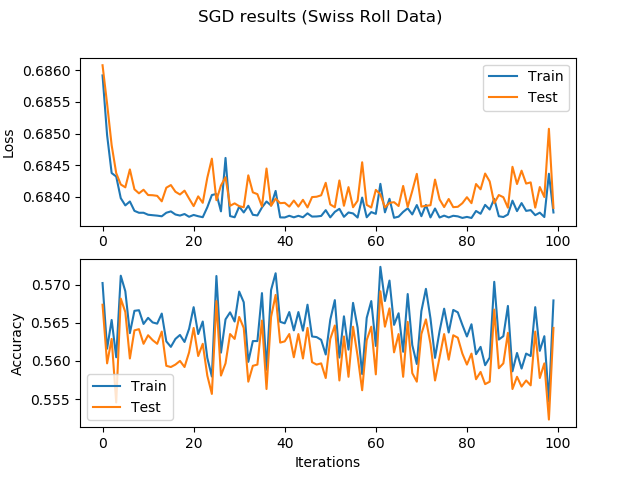 SGD results (Swiss Roll Data)
0.6860
0.6855
0.6850
0.6845
0.6840
Loss
Train
Test
0 20 40 60 80 100
0.570
0.565
0.560
0.555
Accuracy
Train
Test
0 20 40 60 80 100
Iterations